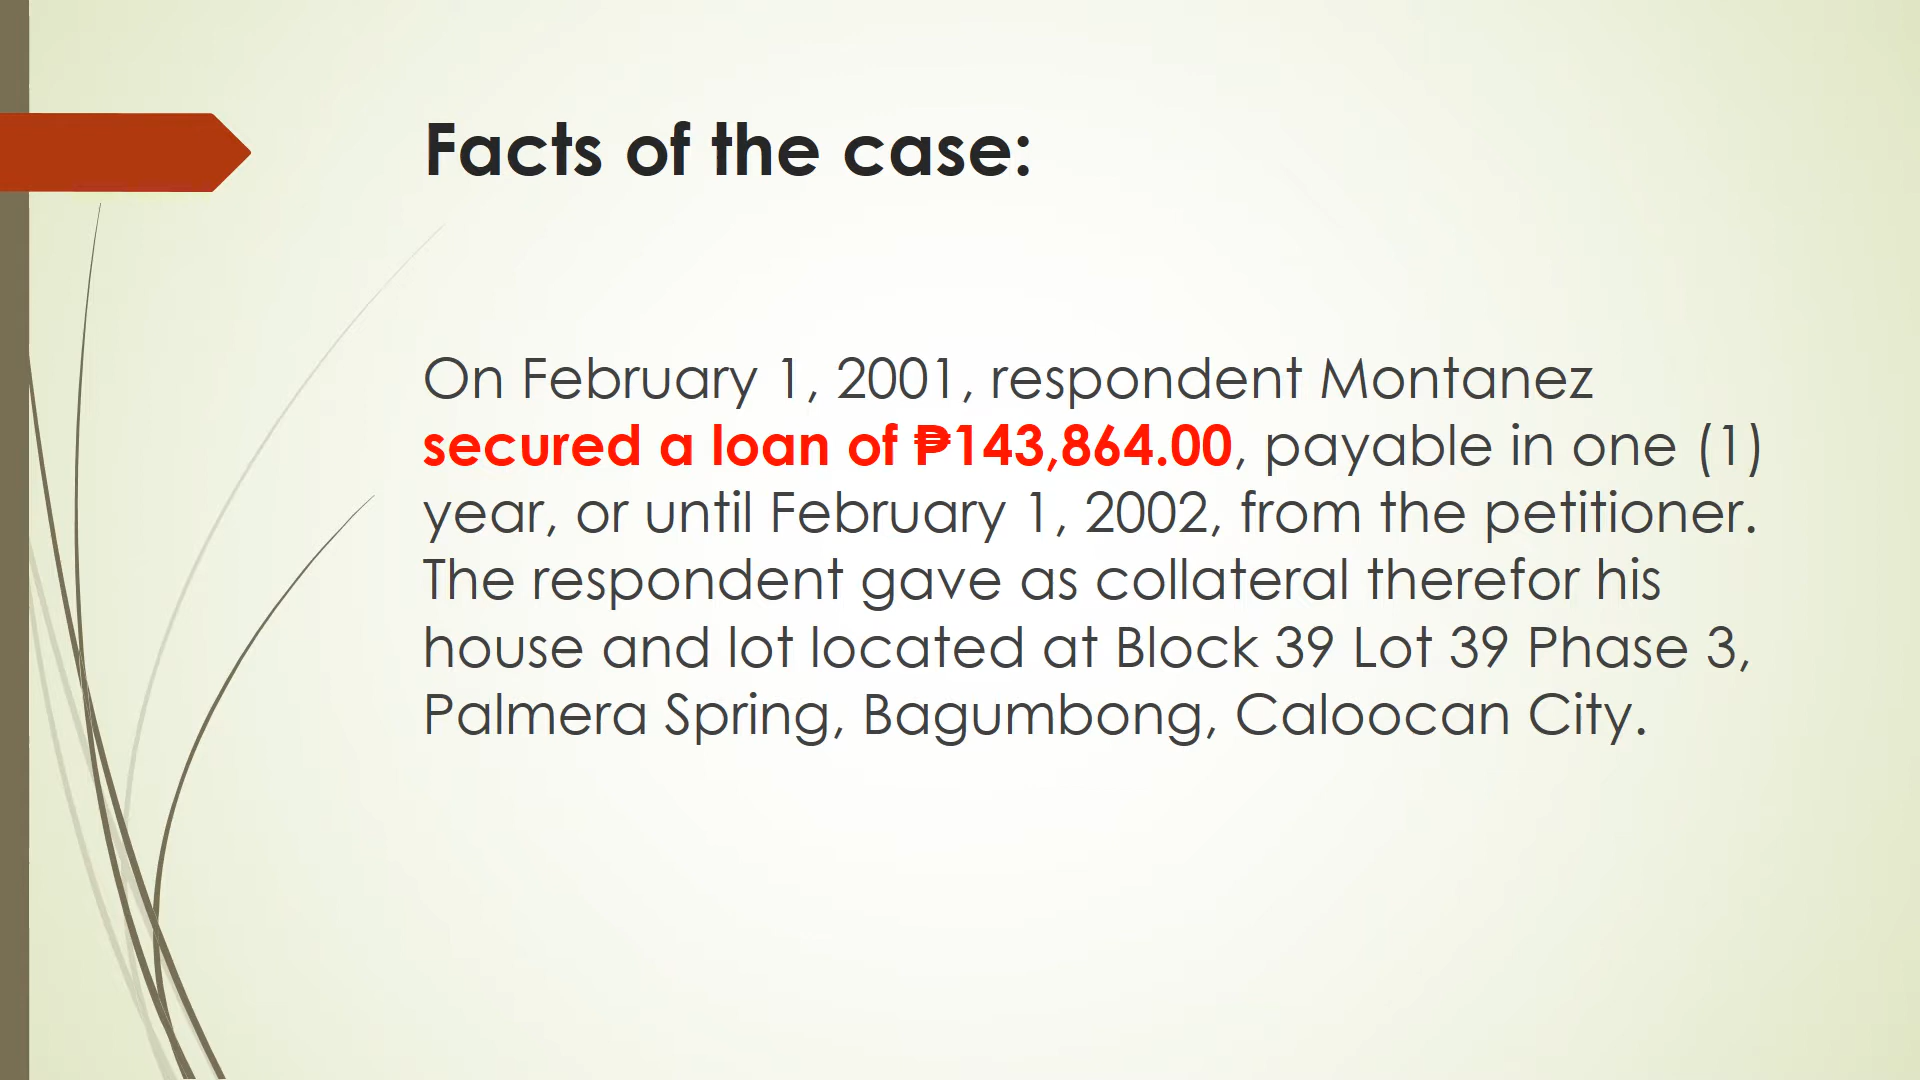 Facts of the case:
On February 1, 2001, respondent Montanez
secured a loan of ₱143,864.00, payable in one (1)
year, or until February 1, 2002, from the petitioner.
The respondent gave as collateral therefor his
house and lot located at Block 39 Lot 39 Phase 3,
Palmera Spring, Bagumbong, Caloocan City.